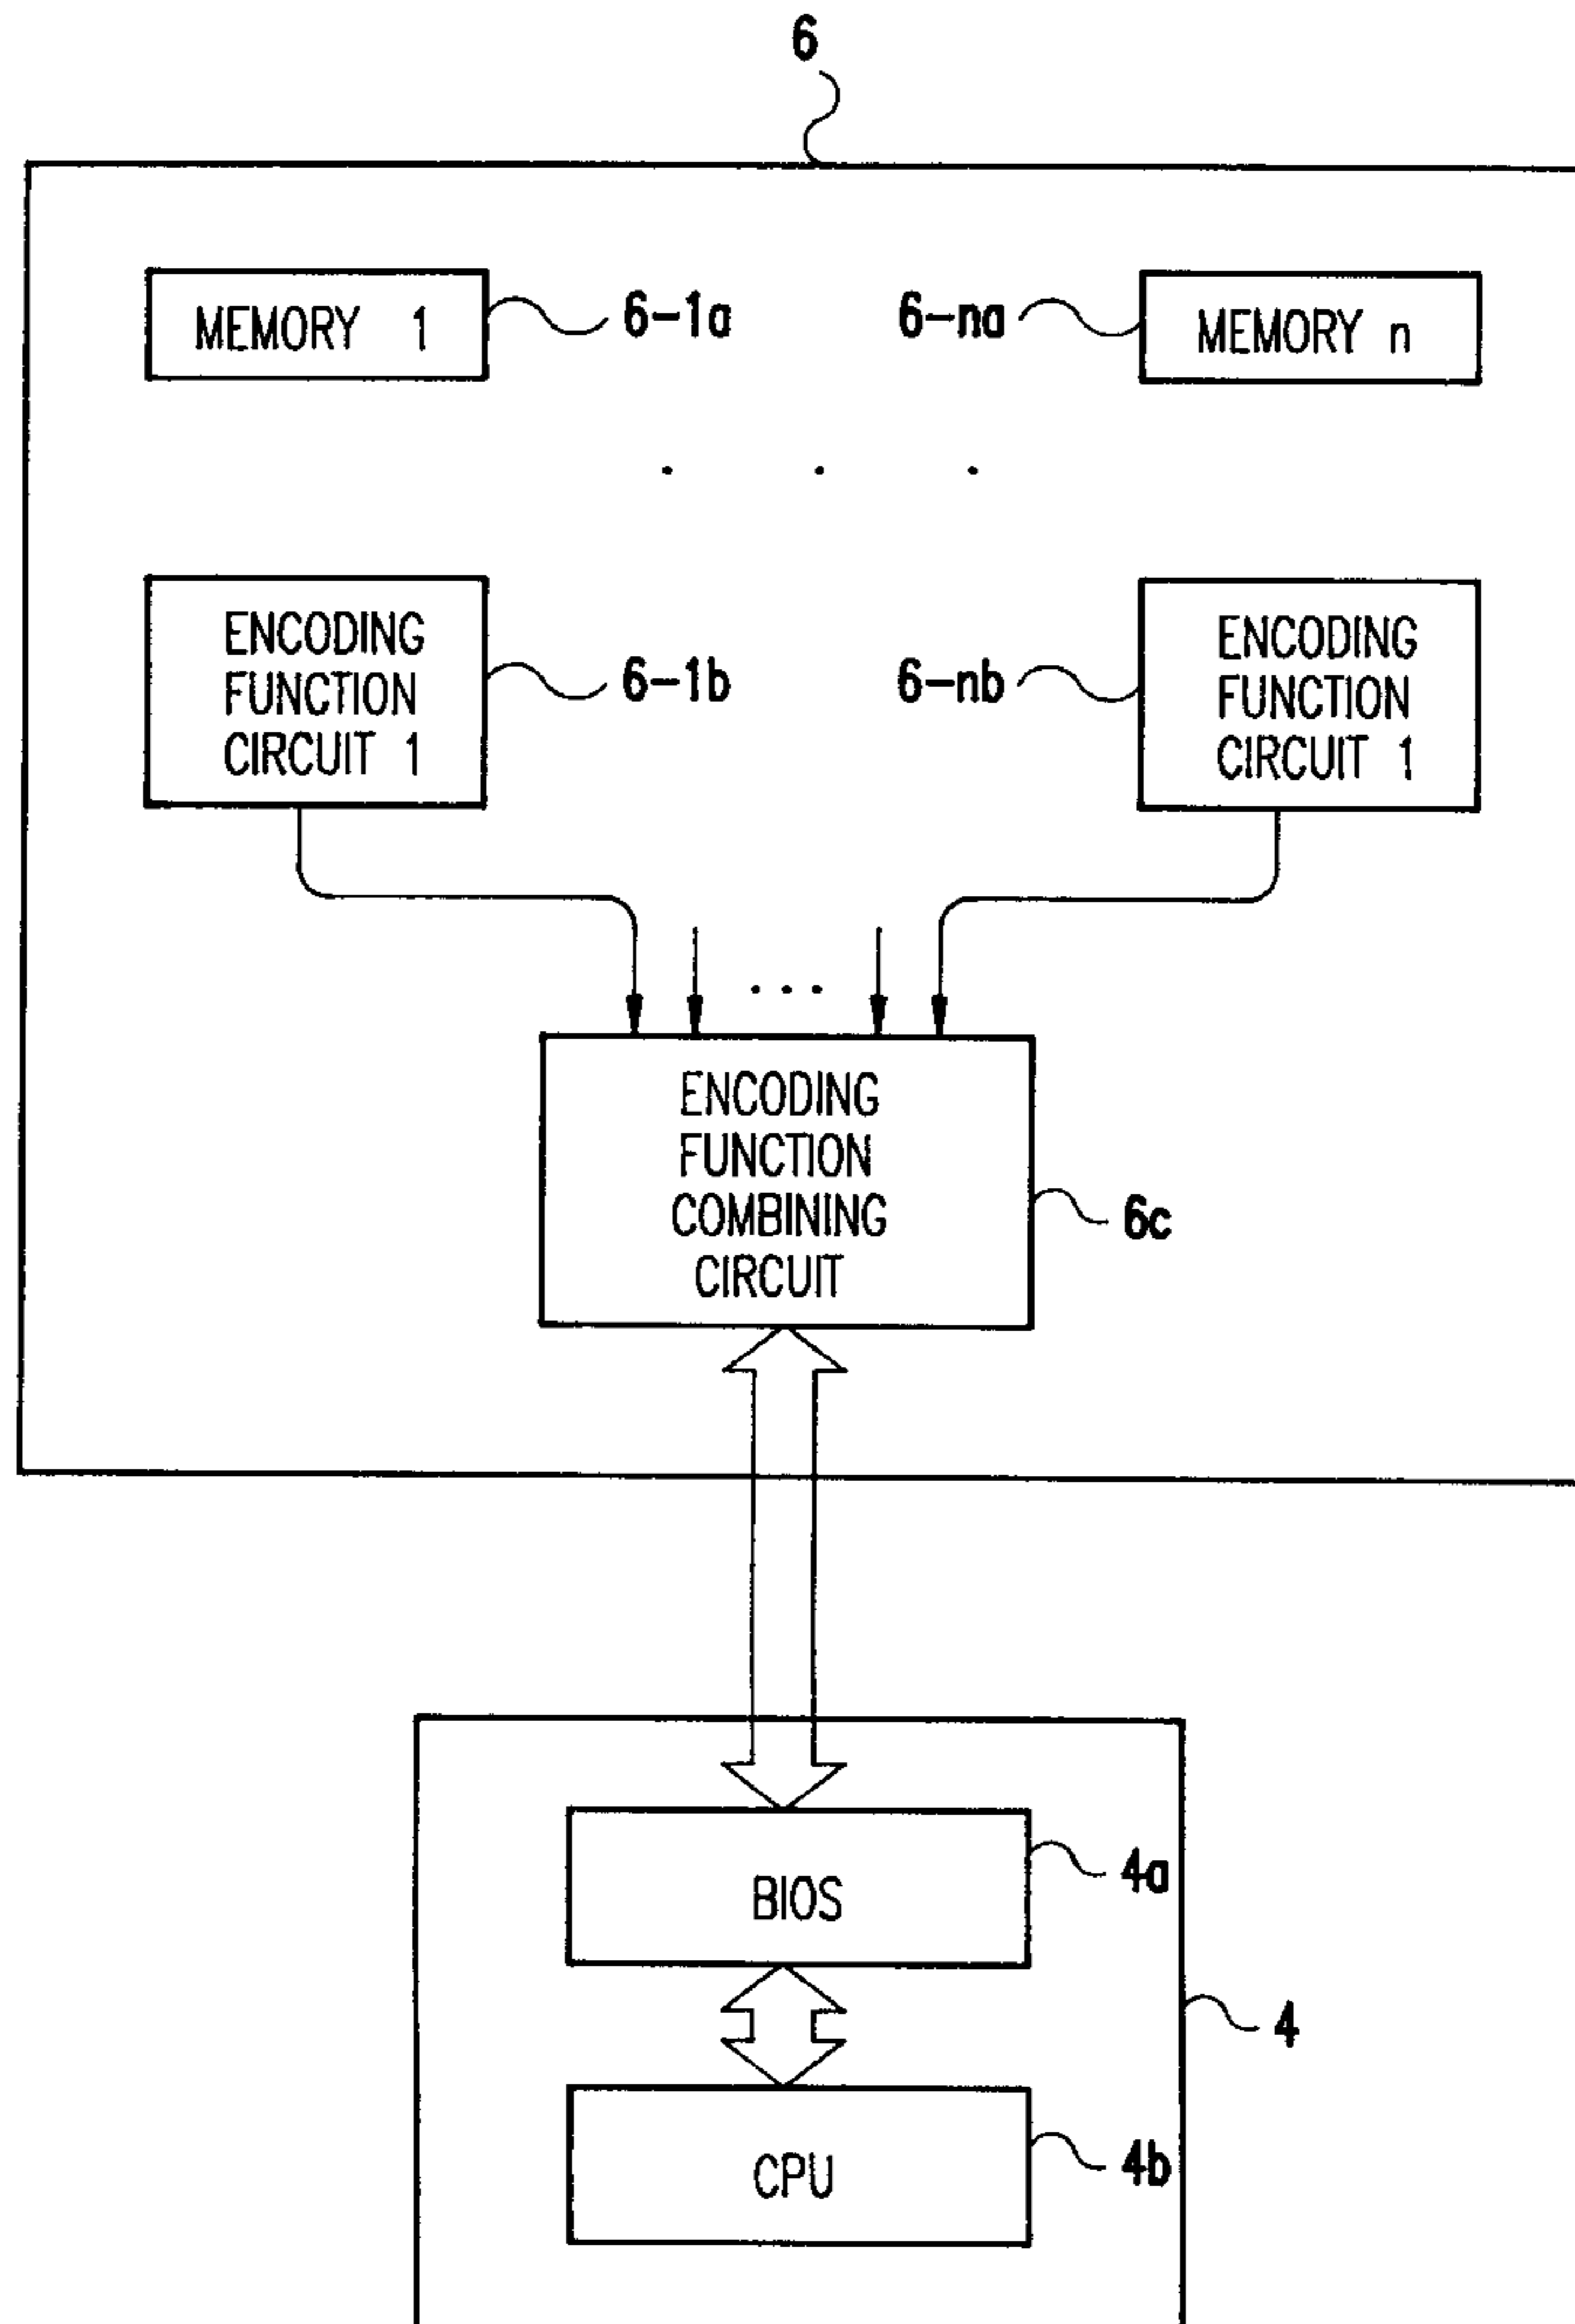 6
MEMORY 1
6-1a
6-na
MEMORY n
. . .
ENCODING
FUNCTION
CIRCUIT 1
6-1b
6-nb
ENCODING
FUNCTION
CIRCUIT 1
...
ENCODING
FUNCTION
COMBINING
CIRCUIT
6c
BIOS
4a
4
CPU
4b